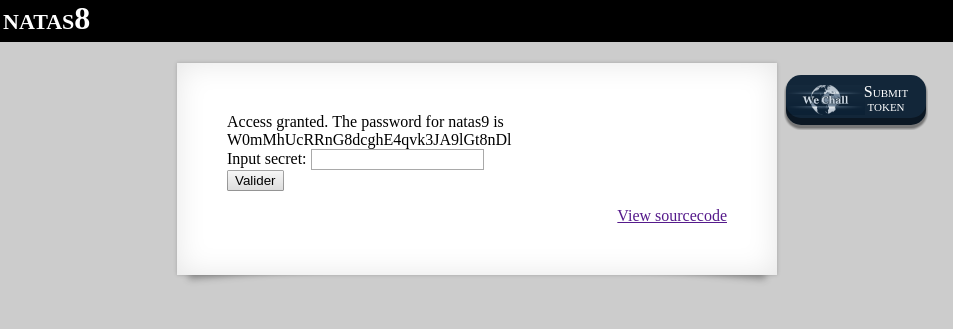 NATAS8
Access granted. The password for natas9 is
W0mMhUcRRnG8dcghE4qvk3JA9lGt8nDl
Input secret:
Valider
View sourcecode
We Chall
SUBMIT
TOKEN